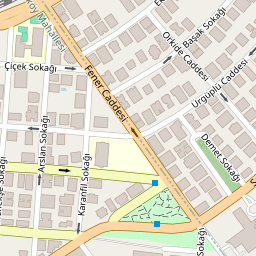 köy Mahallesi
Çiçek Sokağı
Fener Caddesi
Başak Sokağı
Orkide Caddesi
Ürgüplü Caddesi
Demet Sokağı
Arslan Sokağı
Karanfil Sokağı
Sokağı